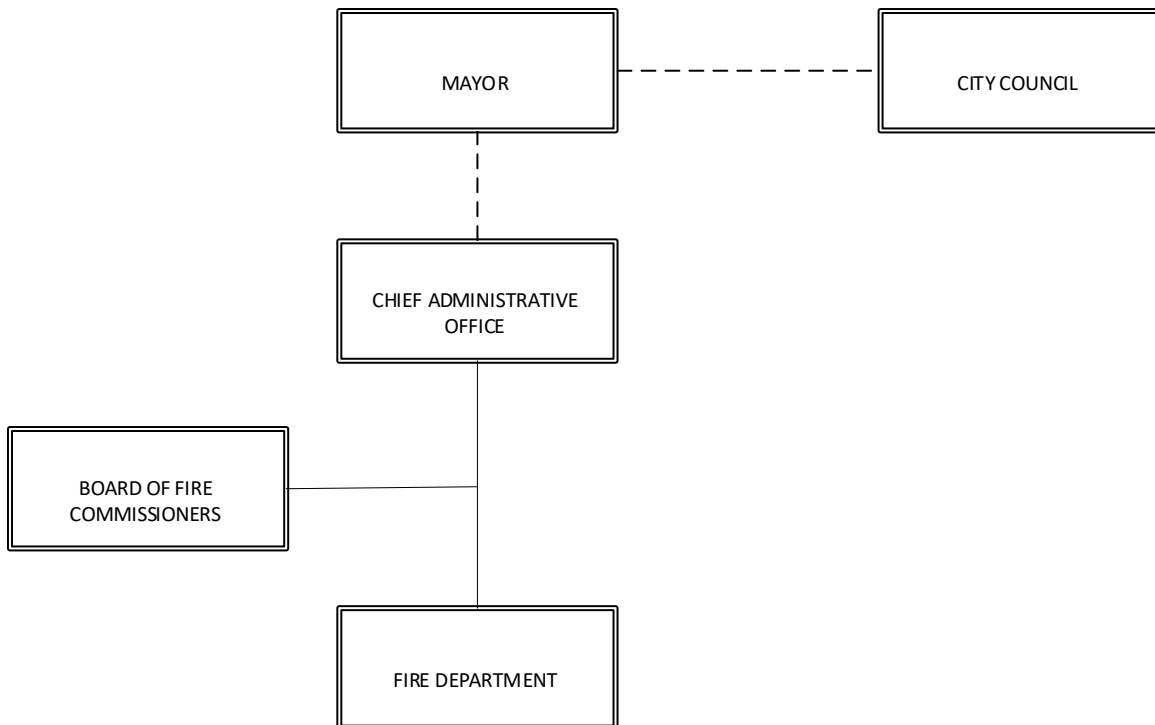 MAYOR
CITY COUNCIL
CHIEF ADMINISTRATIVE
OFFICE
BOARD OF FIRE
COMMISSIONERS
FIRE DEPARTMENT